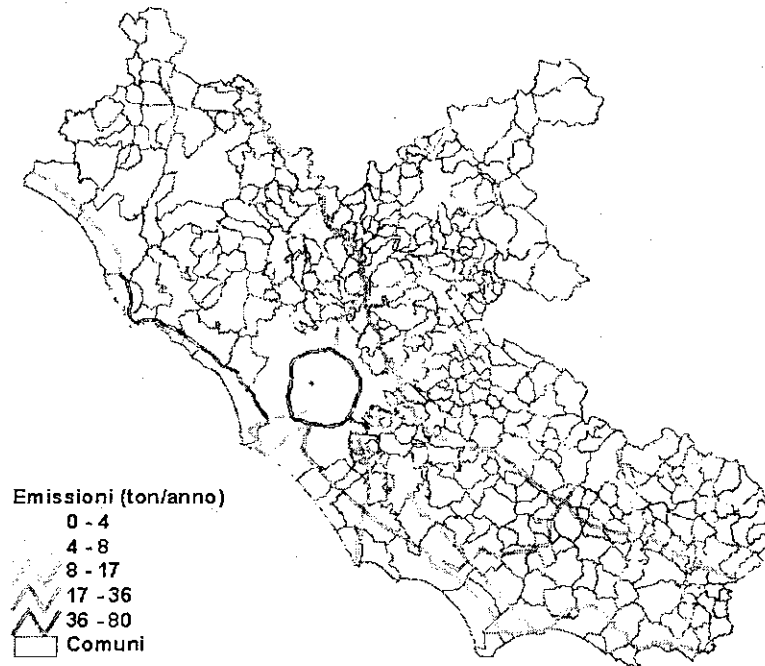 Emissioni (ton/anno)
0 - 4
4 - 8
8 - 17
17 - 36
36 - 80
Comuni